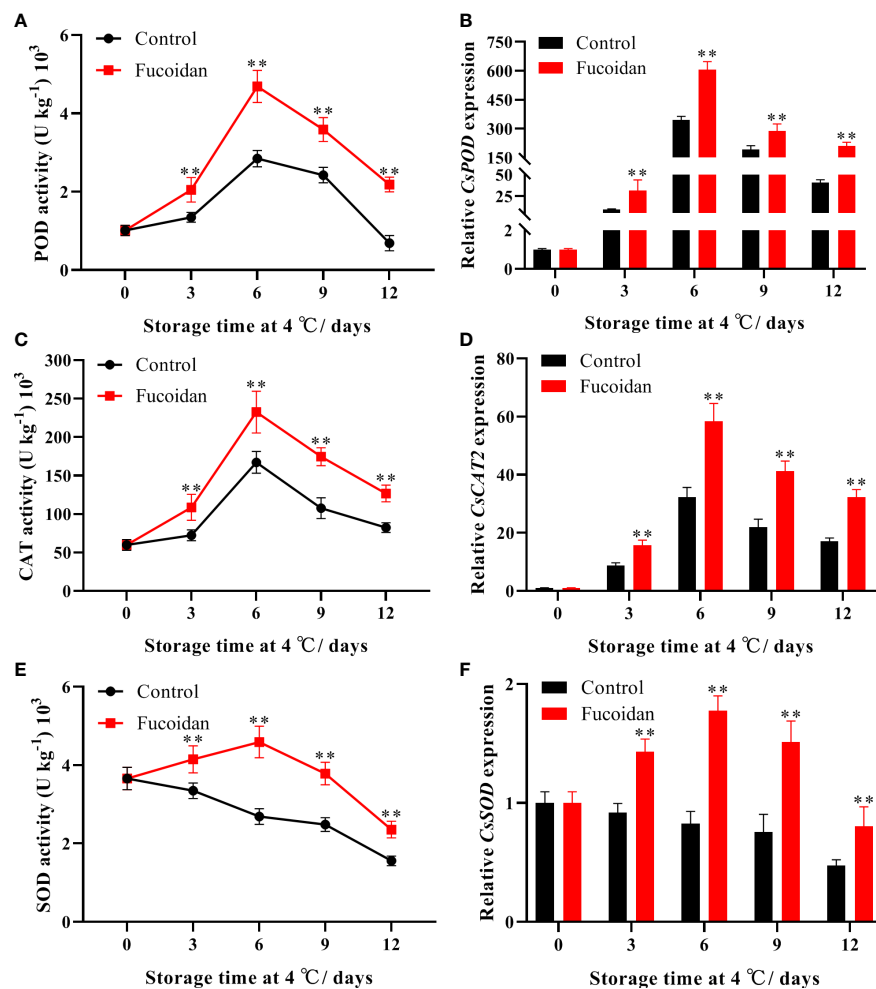 A
Control
Fucoidan
POD activity (U kg⁻¹) 10³
6
4
2
0
**
**
**
**
0 3 6 9 12
Storage time at 4 ℃/ days
B
Control
Fucoidan
Relative CsPOD expression
750
600
450
300
150
50
25
2
0
**
**
**
**
0 3 6 9 12
Storage time at 4 ℃/ days
C
Control
Fucoidan
CAT activity (U kg⁻¹) 10³
300
250
200
150
100
50
0
**
**
**
**
0 3 6 9 12
Storage time at 4 ℃/ days
D
Control
Fucoidan
Relative CsCAT2 expression
80
60
40
20
0
**
**
**
**
0 3 6 9 12
Storage time at 4 ℃/ days
E
Control
Fucoidan
SOD activity (U kg⁻¹) 10³
6
4
2
0
**
**
**
**
0 3 6 9 12
Storage time at 4 ℃/ days
F
Control
Fucoidan
Relative CsSOD expression
2
1
0
**
**
**
**
0 3 6 9 12
Storage time at 4 ℃/ days